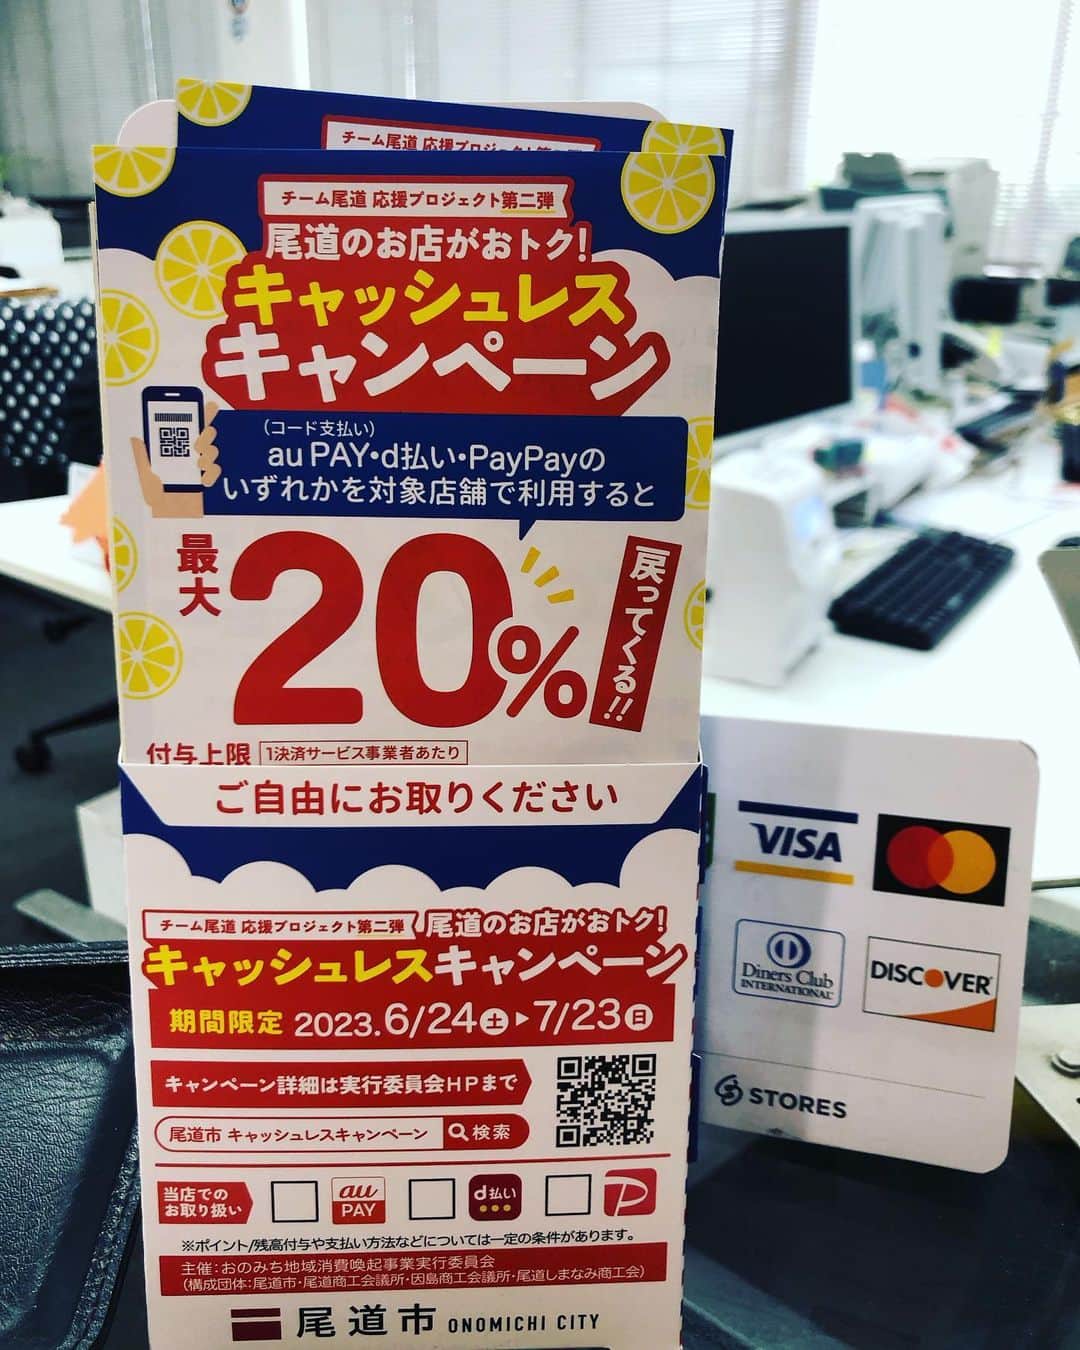 チーム尾道 応援プロジェクト第
チーム尾道 応援プロジェクト第二弾
尾道のお店がおトク!
キャッシュレス
キャンペーン
(コード支払い)
au PAY・d払い・PayPayの
いずれかを対象店舗で利用すると
最大
20%
戻ってくる!!
付与上限 1決済サービス事業者あたり
ご自由にお取りください
チーム尾道 応援プロジェクト第二弾 尾道のお店がおトク!
キャッシュレスキャンペーン
期間限定 2023.6/24土▶7/23日
キャンペーン詳細は実行委員会HPまで
尾道市 キャッシュレスキャンペーン 検索
当店での
お取り扱い
au PAY
d払い
P
※ポイント/残高付与や支払い方法などについては一定の条件があります。
主催:おのみち地域消費喚起事業実行委員会
(構成団体:尾道市・尾道商工会議所・因島商工会議所・尾道しまなみ商工会)
尾道市 ONOMICHI CITY
VISA
Diners Club
INTERNATIONAL
DISCOVER
STORES